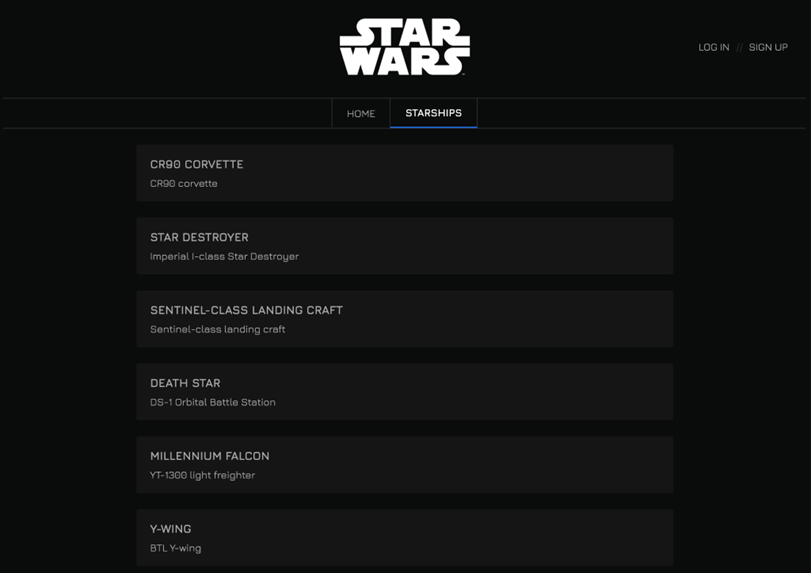 STAR
WARS
LOG IN // SIGN UP
HOME
STARSHIPS
CR90 CORVETTE
CR90 corvette
STAR DESTROYER
Imperial I-class Star Destroyer
SENTINEL-CLASS LANDING CRAFT
Sentinel-class landing craft
DEATH STAR
DS-1 Orbital Battle Station
MILLENNIUM FALCON
YT-1300 light freighter
Y-WING
BTL Y-wing